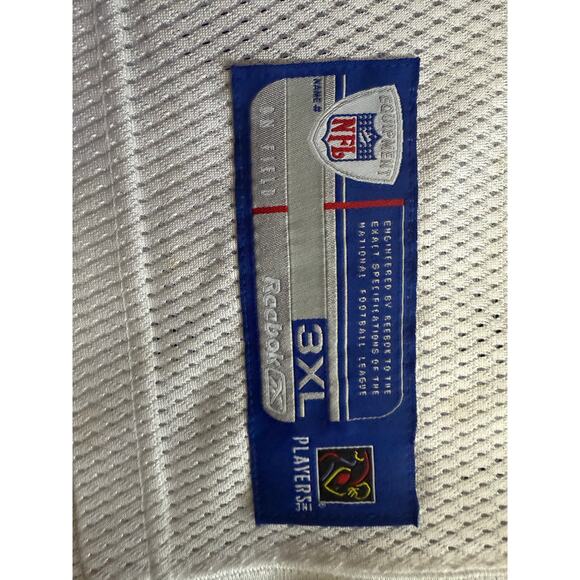 NAME #
EQUIPMENT
NFL
ON FIELD
ENGINEERED BY REEBOK TO THE
EXACT SPECIFICATIONS OF THE
NATIONAL FOOTBALL LEAGUE
Reebok
3XL
PLAYERS INC